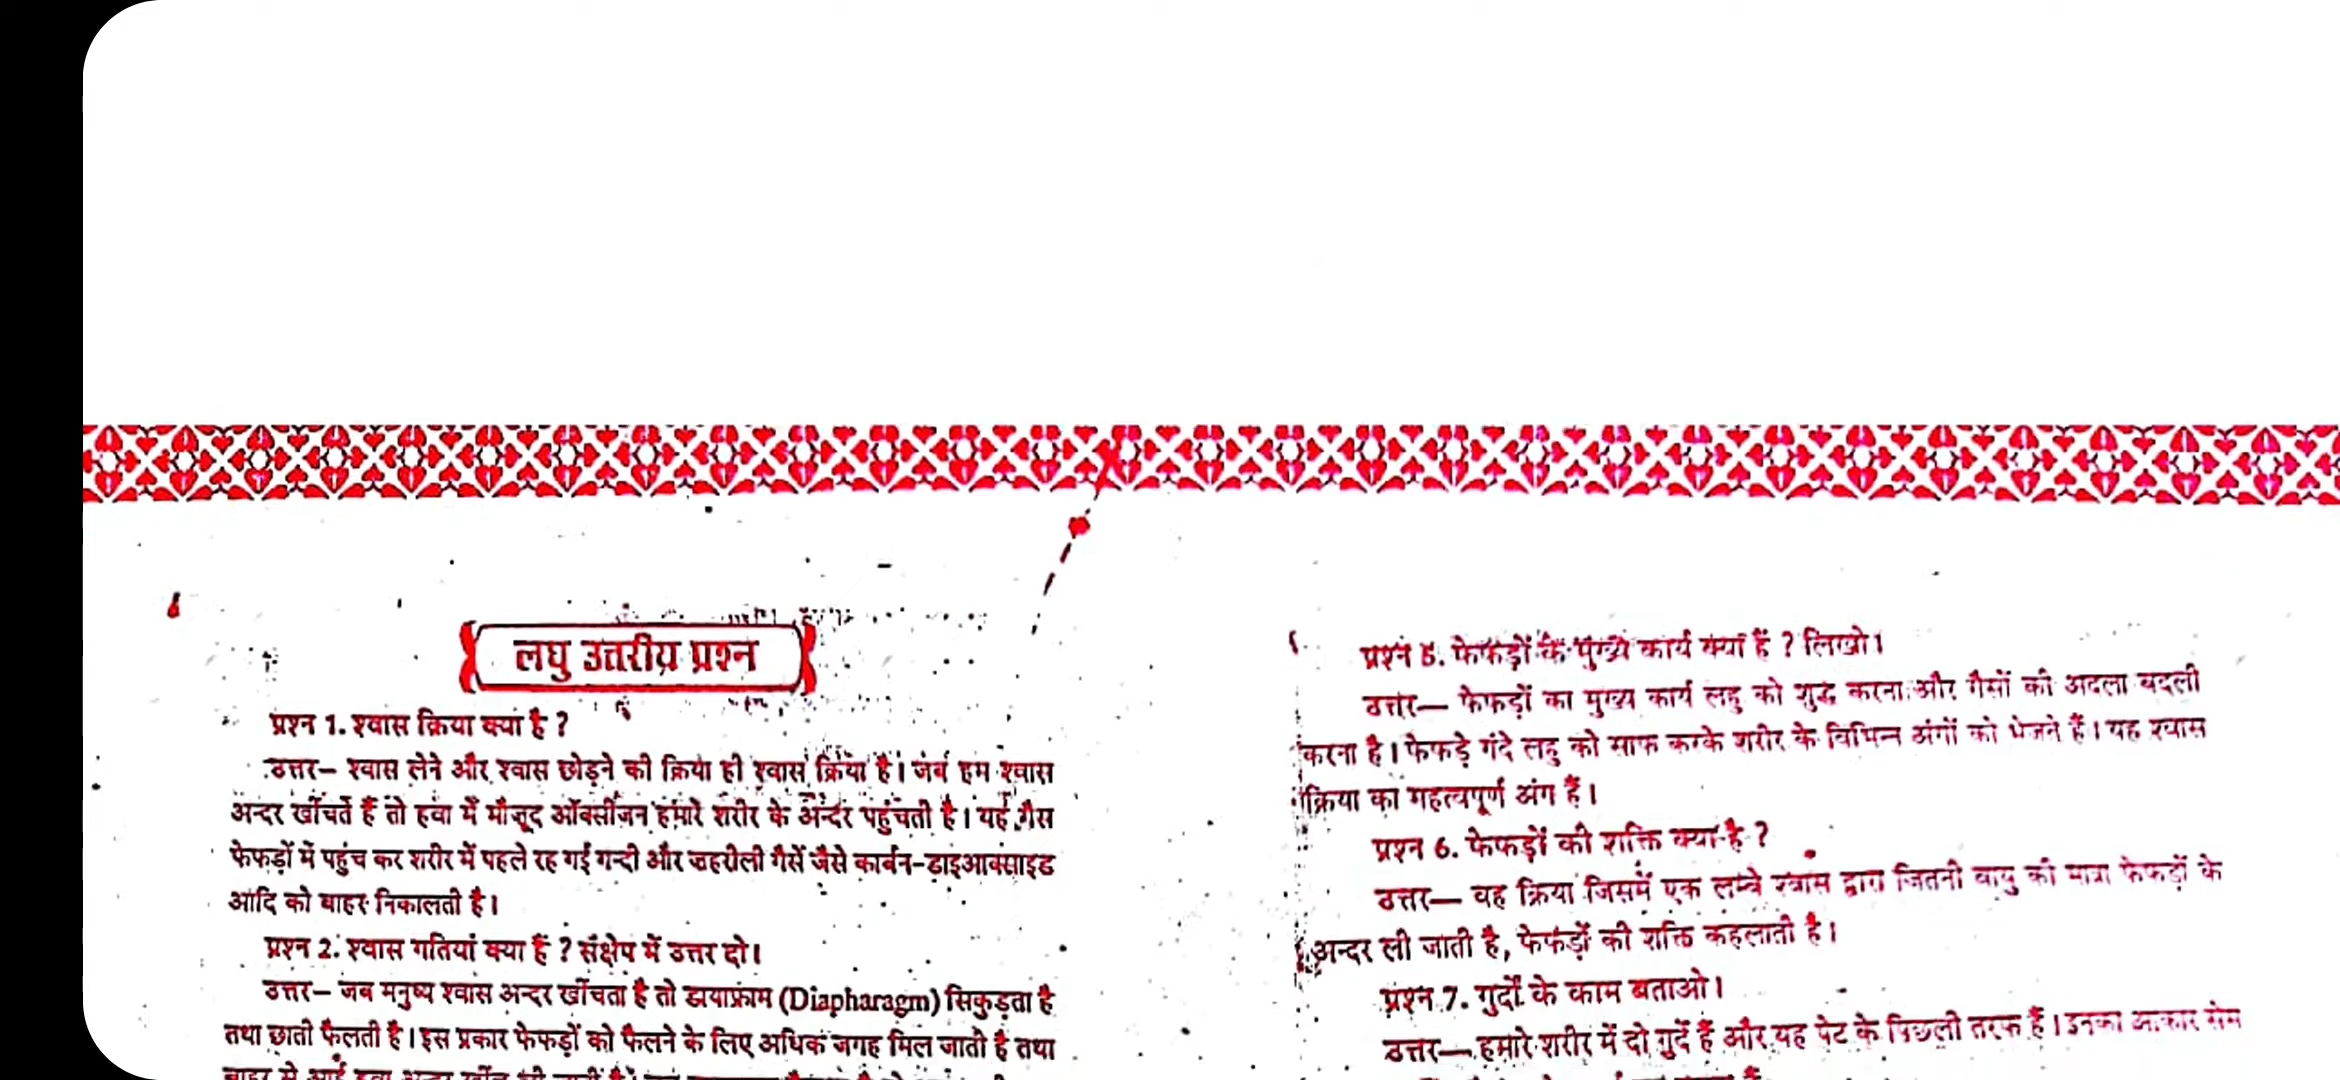 लघु उत्तरीय प्रश्न
प्रश्न 1. श्वास क्रिया क्या है ?
उत्तर– श्वास लेने और श्वास छोड़ने की क्रिया ही श्वास क्रिया है। जब हम श्वास
अन्दर खींचते हैं तो हवा में मौजूद ऑक्सीजन हमारे शरीर के अन्दर पहुंचती है। यह गैस
फेफड़ों में पहुंच कर शरीर में पहले रह गई गन्दी और ज़हरीली गैसें जैसे कार्बन-डाइआक्साइड
आदि को बाहर निकालती है।
प्रश्न 2. श्वास गतियां क्या हैं ? संक्षेप में उत्तर दो।
उत्तर– जब मनुष्य श्वास अन्दर खींचता है तो डायाफ्राम (Diapharagm) सिकुड़ता है
तथा छाती फैलती है। इस प्रकार फेफड़ों को फैलने के लिए अधिक जगह मिल जाती है तथा
प्रश्न 5. फेफड़ों के मुख्य कार्य क्या हैं ? लिखो।
उत्तर— फेफड़ों का मुख्य कार्य लहु को शुद्ध करना और गैसों की अदला बदली
करना है। फेफड़े गंदे लहु को साफ करके शरीर के विभिन्न अंगों को भेजते हैं। यह श्वास
क्रिया का महत्वपूर्ण अंग हैं।
प्रश्न 6. फेफड़ों की शक्ति क्या है ?
उत्तर— वह क्रिया जिसमें एक लम्बे श्वास द्वारा जितनी वायु की मात्रा फेफड़ों के
अन्दर ली जाती है, फेफड़ों की शक्ति कहलाती है।
प्रश्न 7. गुर्दों के काम बताओ।
उत्तर— हमारे शरीर में दो गुर्दे हैं और यह पेट के पिछली तरफ हैं। इनका आकार सेम